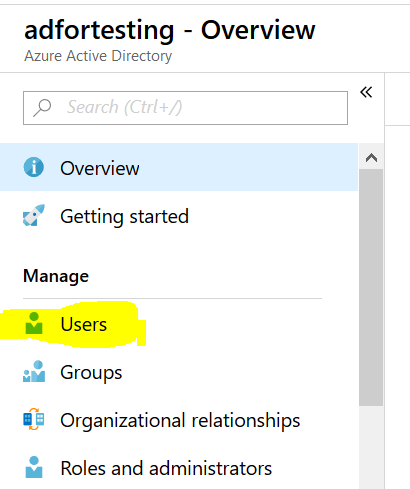 adfortesting - Overview
Azure Active Directory
Search (Ctrl+/)
Overview
Getting started
Manage
Users
Groups
Organizational relationships
Roles and administrators